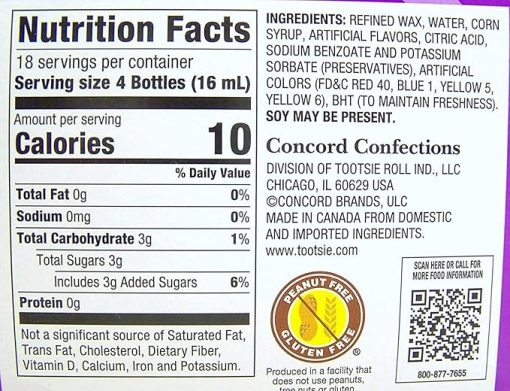 Nutrition Facts
18 servings per container
Serving size 4 Bottles (16 mL)
Amount per serving
Calories 10
% Daily Value
Total Fat 0g 0%
Sodium 0mg 0%
Total Carbohydrate 3g 1%
Total Sugars 3g
Includes 3g Added Sugars 6%
Protein 0g
Not a significant source of Saturated Fat,
Trans Fat, Cholesterol, Dietary Fiber,
Vitamin D, Calcium, Iron and Potassium.
INGREDIENTS: REFINED WAX, WATER, CORN
SYRUP, ARTIFICIAL FLAVORS, CITRIC ACID,
SODIUM BENZOATE AND POTASSIUM
SORBATE (PRESERVATIVES), ARTIFICIAL
COLORS (FD&C RED 40, BLUE 1, YELLOW 5,
YELLOW 6), BHT (TO MAINTAIN FRESHNESS).
SOY MAY BE PRESENT.
Concord Confections
DIVISION OF TOOTSIE ROLL IND., LLC
CHICAGO, IL 60629 USA
©CONCORD BRANDS, ULC
MADE IN CANADA FROM DOMESTIC
AND IMPORTED INGREDIENTS.
www.tootsie.com
PEANUT FREE
GLUTEN FREE
®
Produced in a facility that
does not use peanuts,
tree nuts or gluten
SCAN HERE OR CALL FOR
MORE FOOD INFORMATION
800-877-7655